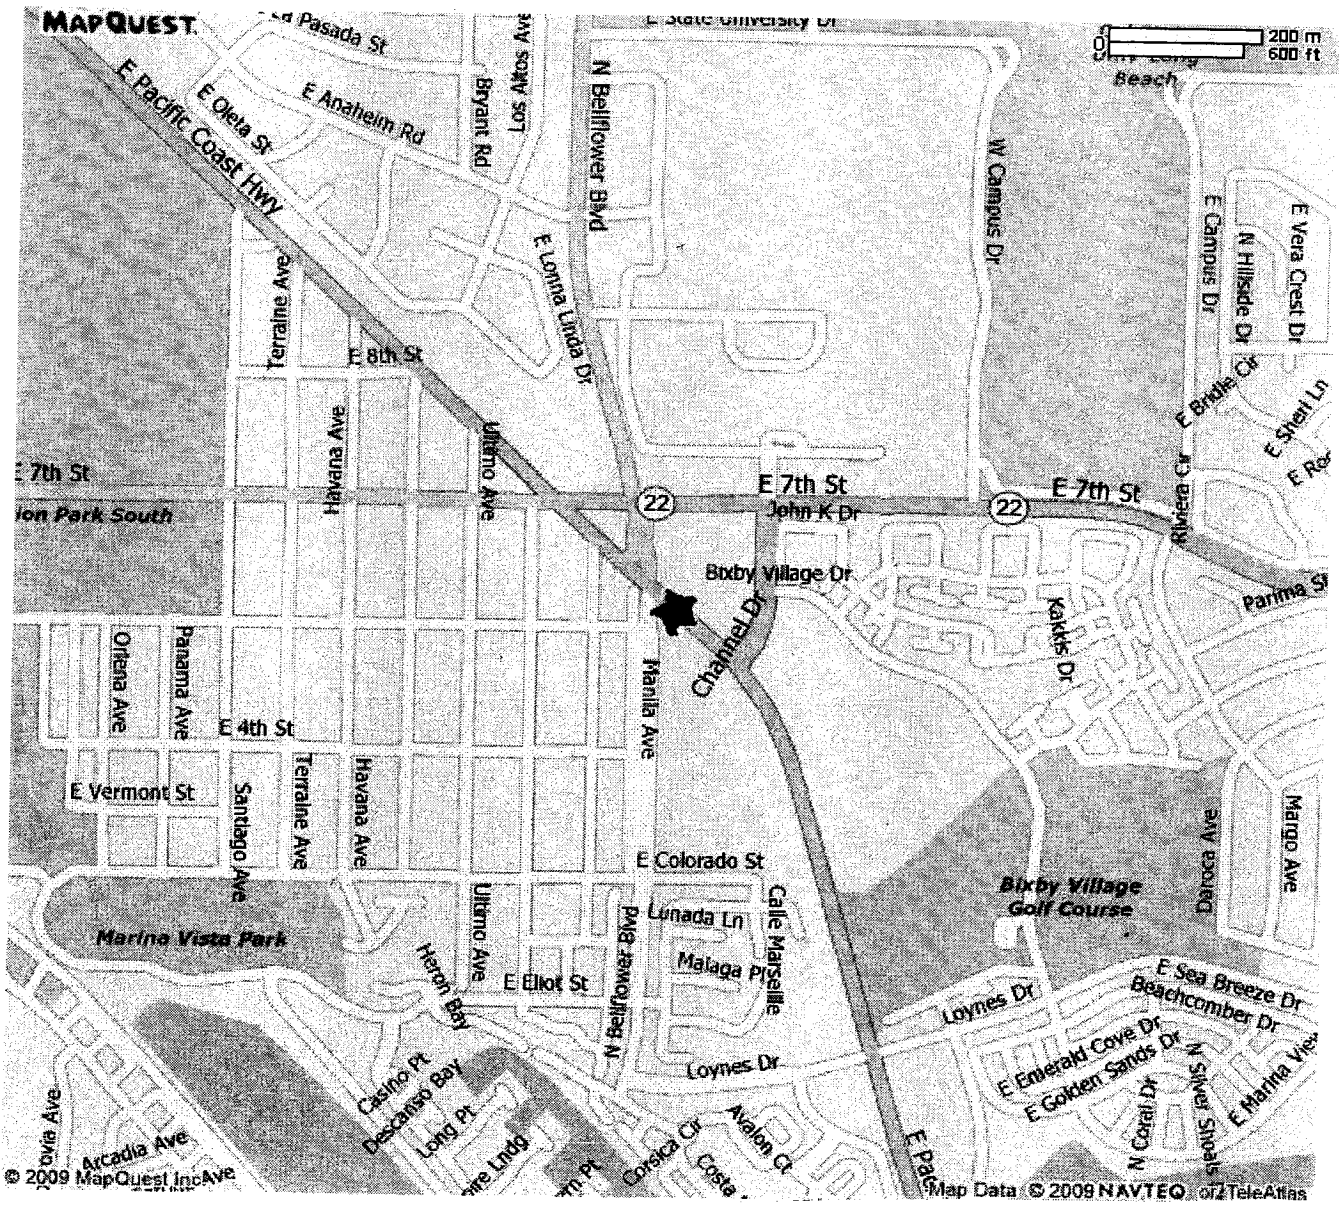 MAPQUEST.
Pasada St
E State University Dr
200 m
600 ft
0
Beach
E Pacific Coast Hwy
E Oleta St
E Anaheim Rd
Bryant Rd
Los Altos Ave
N Bellflower Blvd
W Campus Dr
E Campus Dr
N Hillside Dr
E Vera Crest Dr
Terraine Ave
E Lonna Linda Dr
E 8th St
E Bridle Cir
E Sheri Ln
Havana Ave
Ultimo Ave
E 7th St
22
E 7th St
John K Dr
22
E 7th St
Riviera Cir
ion Park South
Bixby Village Dr
Channel Dr
Kakkis Dr
Parima St
Orlena Ave
Panama Ave
Manila Ave
E 4th St
E Vermont St
Santiago Ave
Terraine Ave
Havana Ave
E Colorado St
Daroca Ave
Margo Ave
Bixby Village
Golf Course
Marina Vista Park
Ultimo Ave
Heron Bay
Lunada Ln
Malaga Pl
Calle Marseille
N Bellflower Blvd
E Eliot St
Loynes Dr
E Sea Breeze Dr
Beachcomber Dr
Loynes Dr
E Emerald Cove Dr
E Golden Sands Dr
Casino Pt
Descanso Bay
Long Pt
Corsica Cir
Avalon Ct
Costa
N Coral Dr
N Silver Shoals
E Marina View
Arcadia Ave
E Pac
© 2009 MapQuest Inc
Ave
Map Data © 2009 NAVTEQ or TeleAtlas